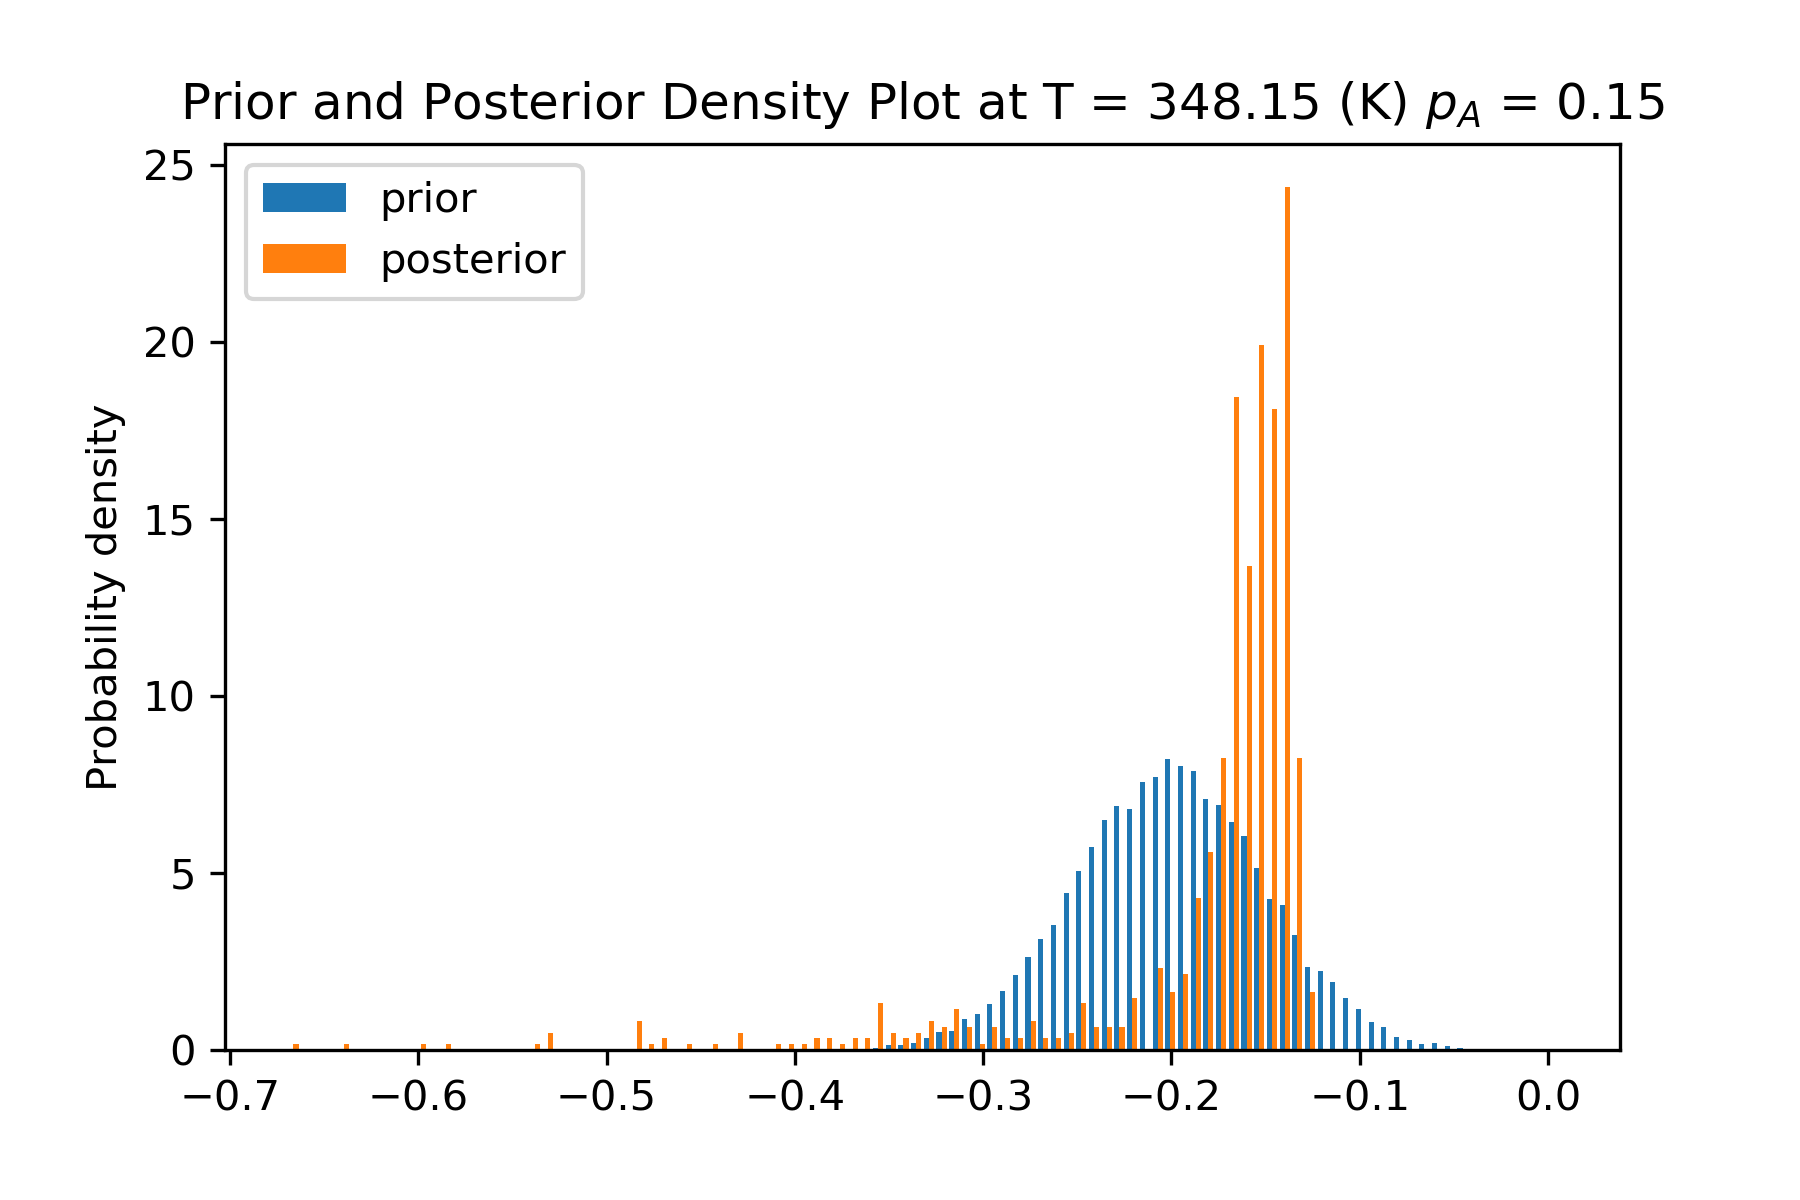 Prior and Posterior Density Plot at T = 348.15 (K) p_A = 0.15
prior
posterior
Probability density
25
20
15
10
5
0
−0.7 −0.6 −0.5 −0.4 −0.3 −0.2 −0.1 0.0